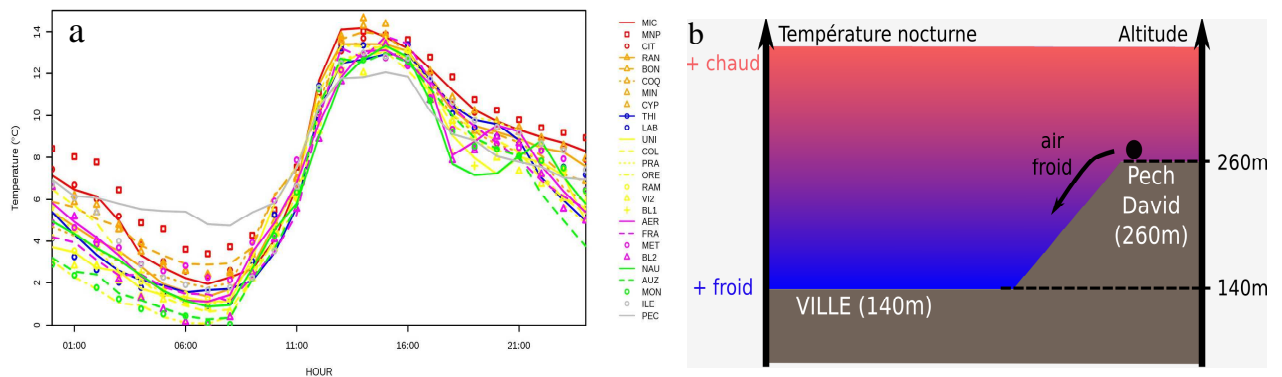 a
Temperature (°C)
14
12
10
8
6
4
2
0
01:00
06:00
11:00
16:00
21:00
HOUR
MIC
MNP
CIT
RAN
BON
COQ
MIN
CYP
THI
LAB
UNI
COL
PRA
ORE
RAM
VIZ
BL1
AER
FRA
MET
BL2
NAU
AUZ
MON
ILE
PEC
b
Température nocturne
Altitude
+ chaud
air
froid
260m
Pech
David
(260m)
+ froid
140m
VILLE (140m)